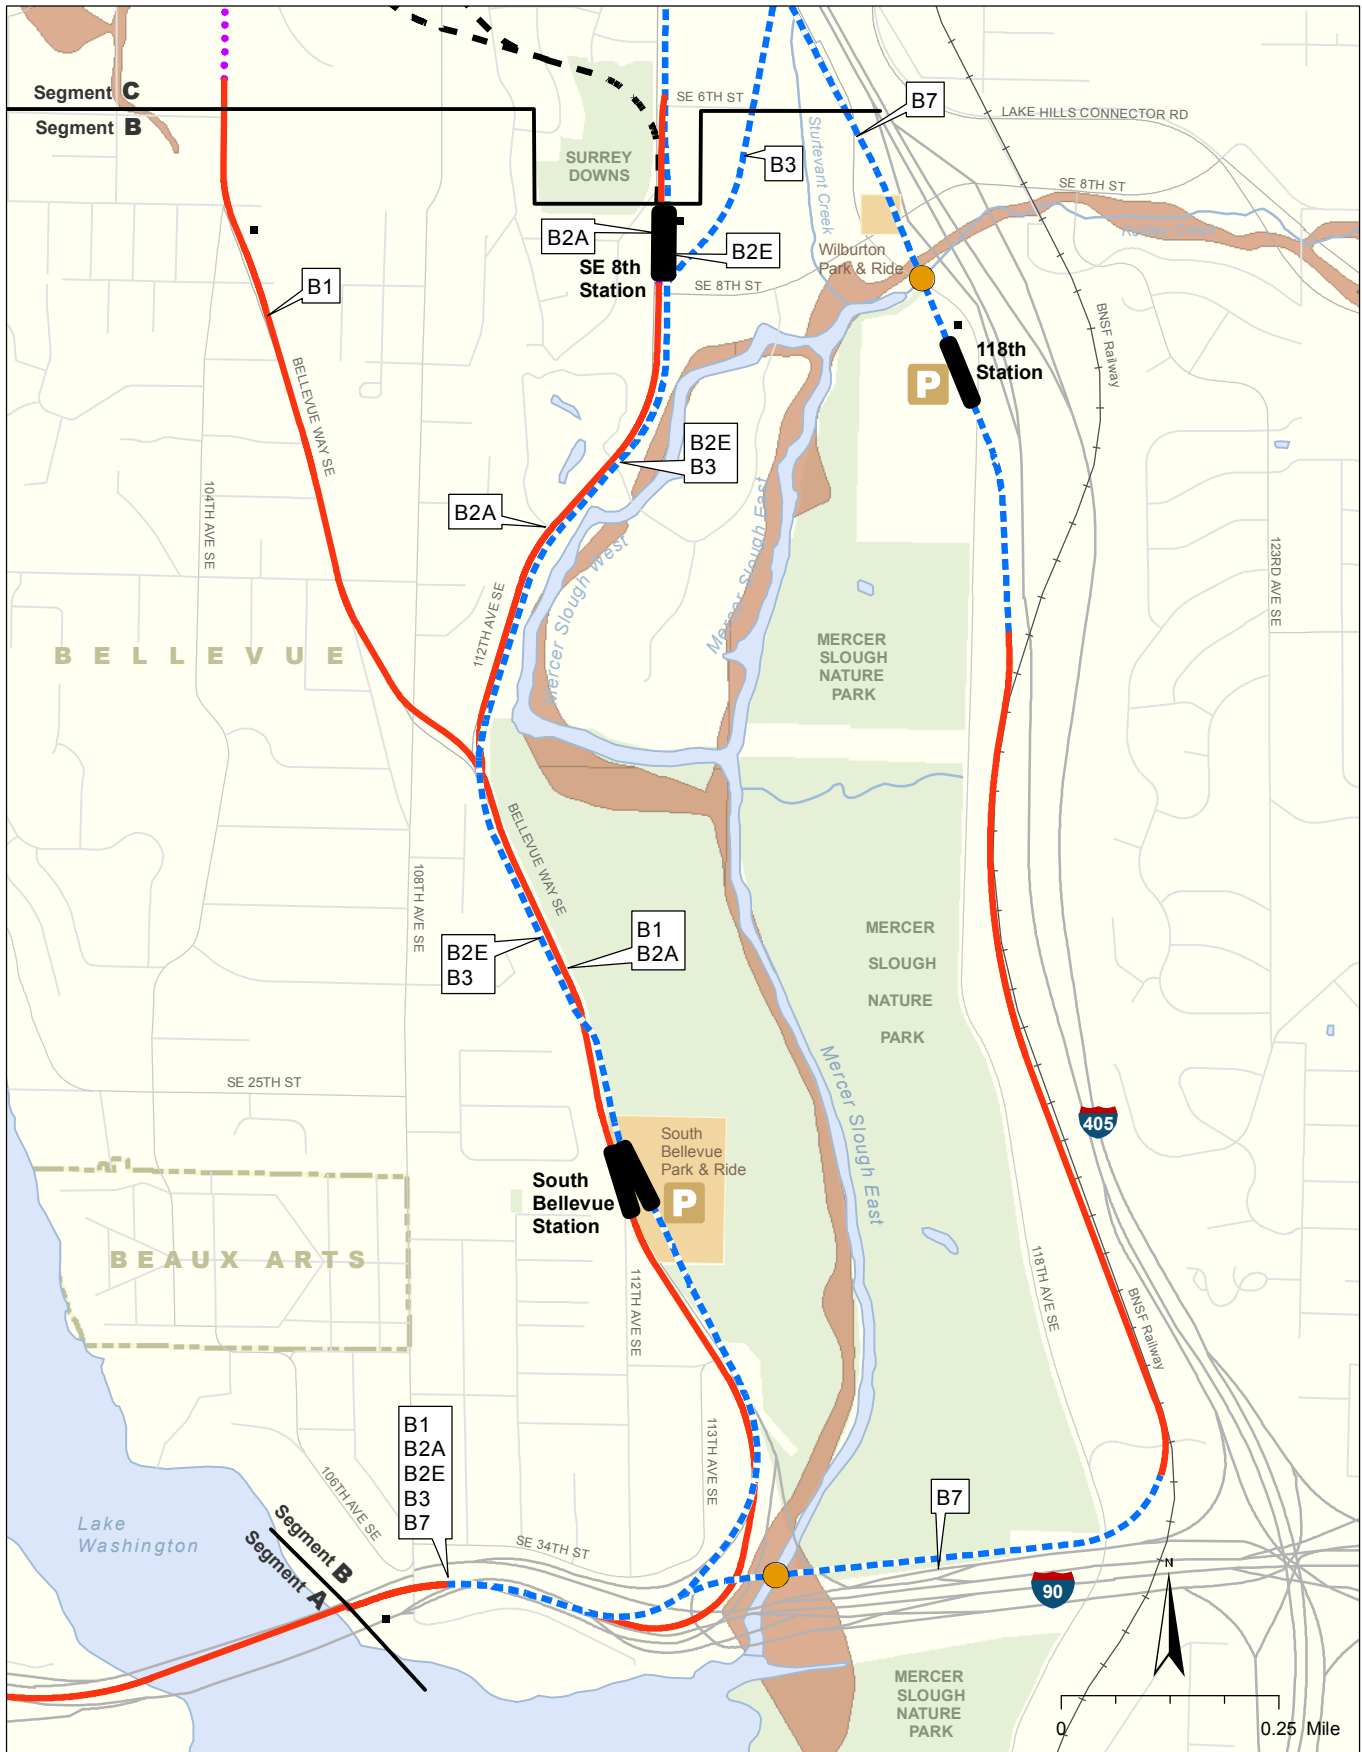 Segment C
Segment B
SE 6TH ST
B7
LAKE HILLS CONNECTOR RD
Sturtevant Creek
SURREY
DOWNS
B3
SE 8TH ST
B2A
B2E
Kelsey Creek
Wilburton
Park & Ride
SE 8th
Station
SE 8TH ST
B1
BNSF Railway
118th
Station
P
BELLEVUE WAY SE
B2E
B3
104TH AVE SE
B2A
Mercer Slough West
Mercer Slough East
123RD AVE SE
112TH AVE SE
BELLEVUE
MERCER
SLOUGH
NATURE
PARK
BELLEVUE WAY SE
108TH AVE SE
B1
B2A
B2E
B3
MERCER
SLOUGH
NATURE
PARK
Mercer Slough East
SE 25TH ST
405
South
Bellevue
Park & Ride
P
South
Bellevue
Station
BEAUX ARTS
112TH AVE SE
118TH AVE SE
BNSF Railway
B1
B2A
B2E
B3
B7
113TH AVE SE
106TH AVE SE
B7
Lake
Washington
Segment B
Segment A
SE 34TH ST
90
N
MERCER
SLOUGH
NATURE
PARK
0 0.25 Mile